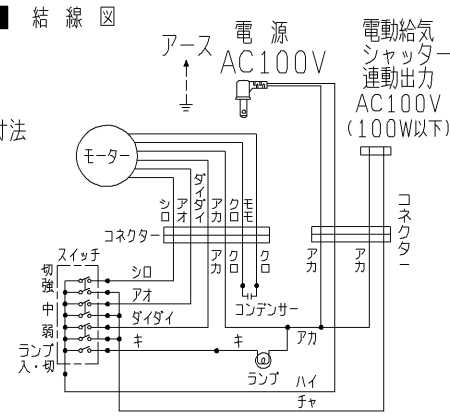 結線図
アース
電源
AC100V
電動給気
シャッター
連動出力
AC100V
(100W以下)
寸法
モーター
シロ
アオ
ダイダイ
アカ
クロ
モモ
コネクター
コネクター
アカ
クロ
クロ
アカ
アカ
スイッチ
切
強
中
弱
ランプ
入・切
シロ
アオ
ダイダイ
キ
キ
コンデンサー
アカ
ランプ
ハイ
チャ